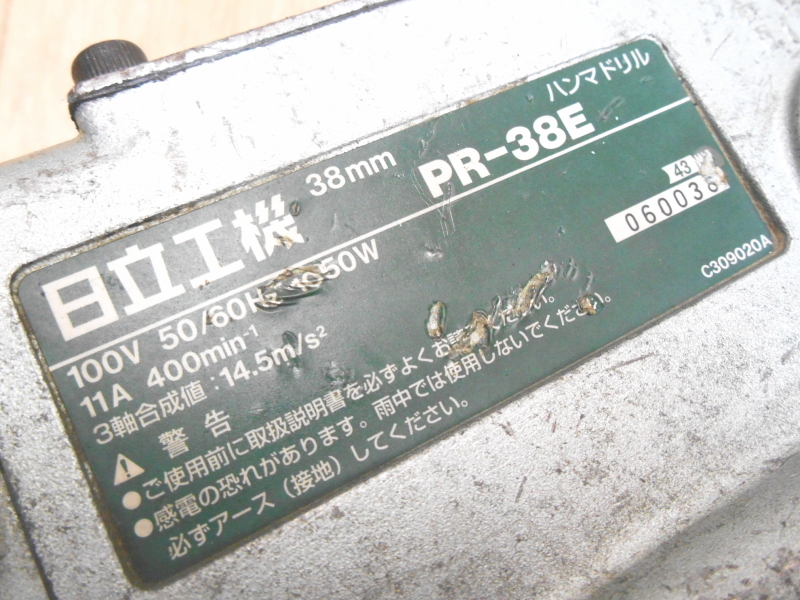 ハンマドリル
日立工機 38mm PR-38E
43
060038
100V 50/60Hz 1050W
11A 400min⁻¹
C309020A
3軸合成値：14.5m/s²
警告
●ご使用前に取扱説明書を必ずよくお読みください。
●感電の恐れがあります。雨中では使用しないでください。
必ずアース（接地）してください。